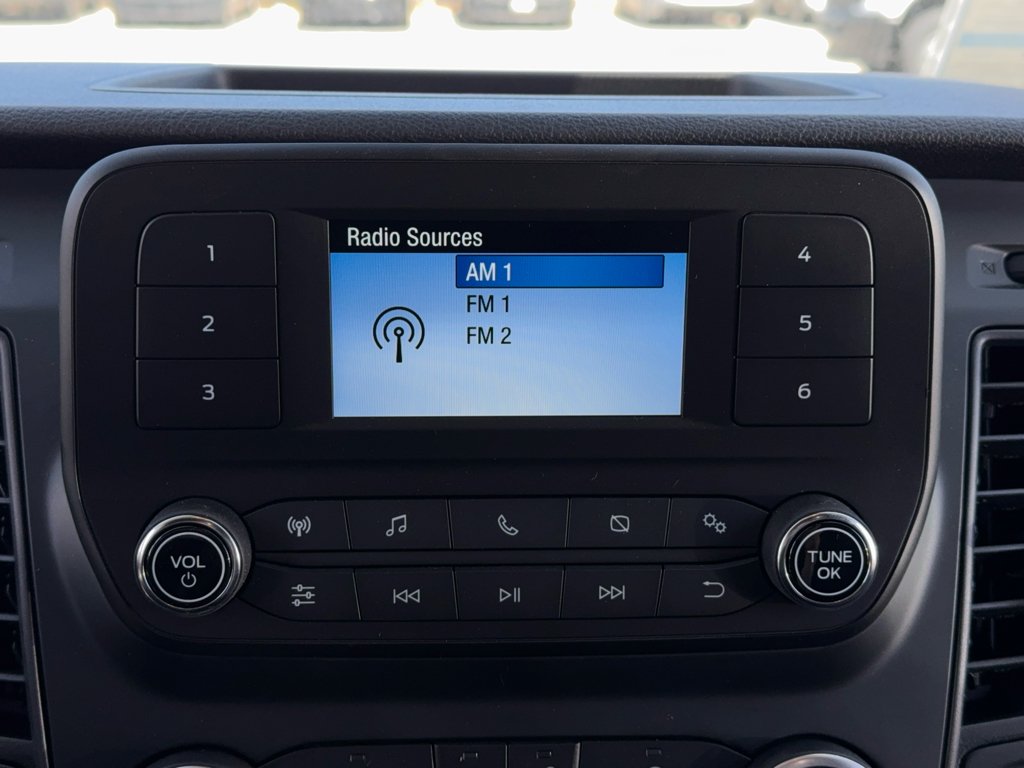 Radio Sources
AM 1
FM 1
FM 2
1
2
3
4
5
6
VOL
TUNE
OK